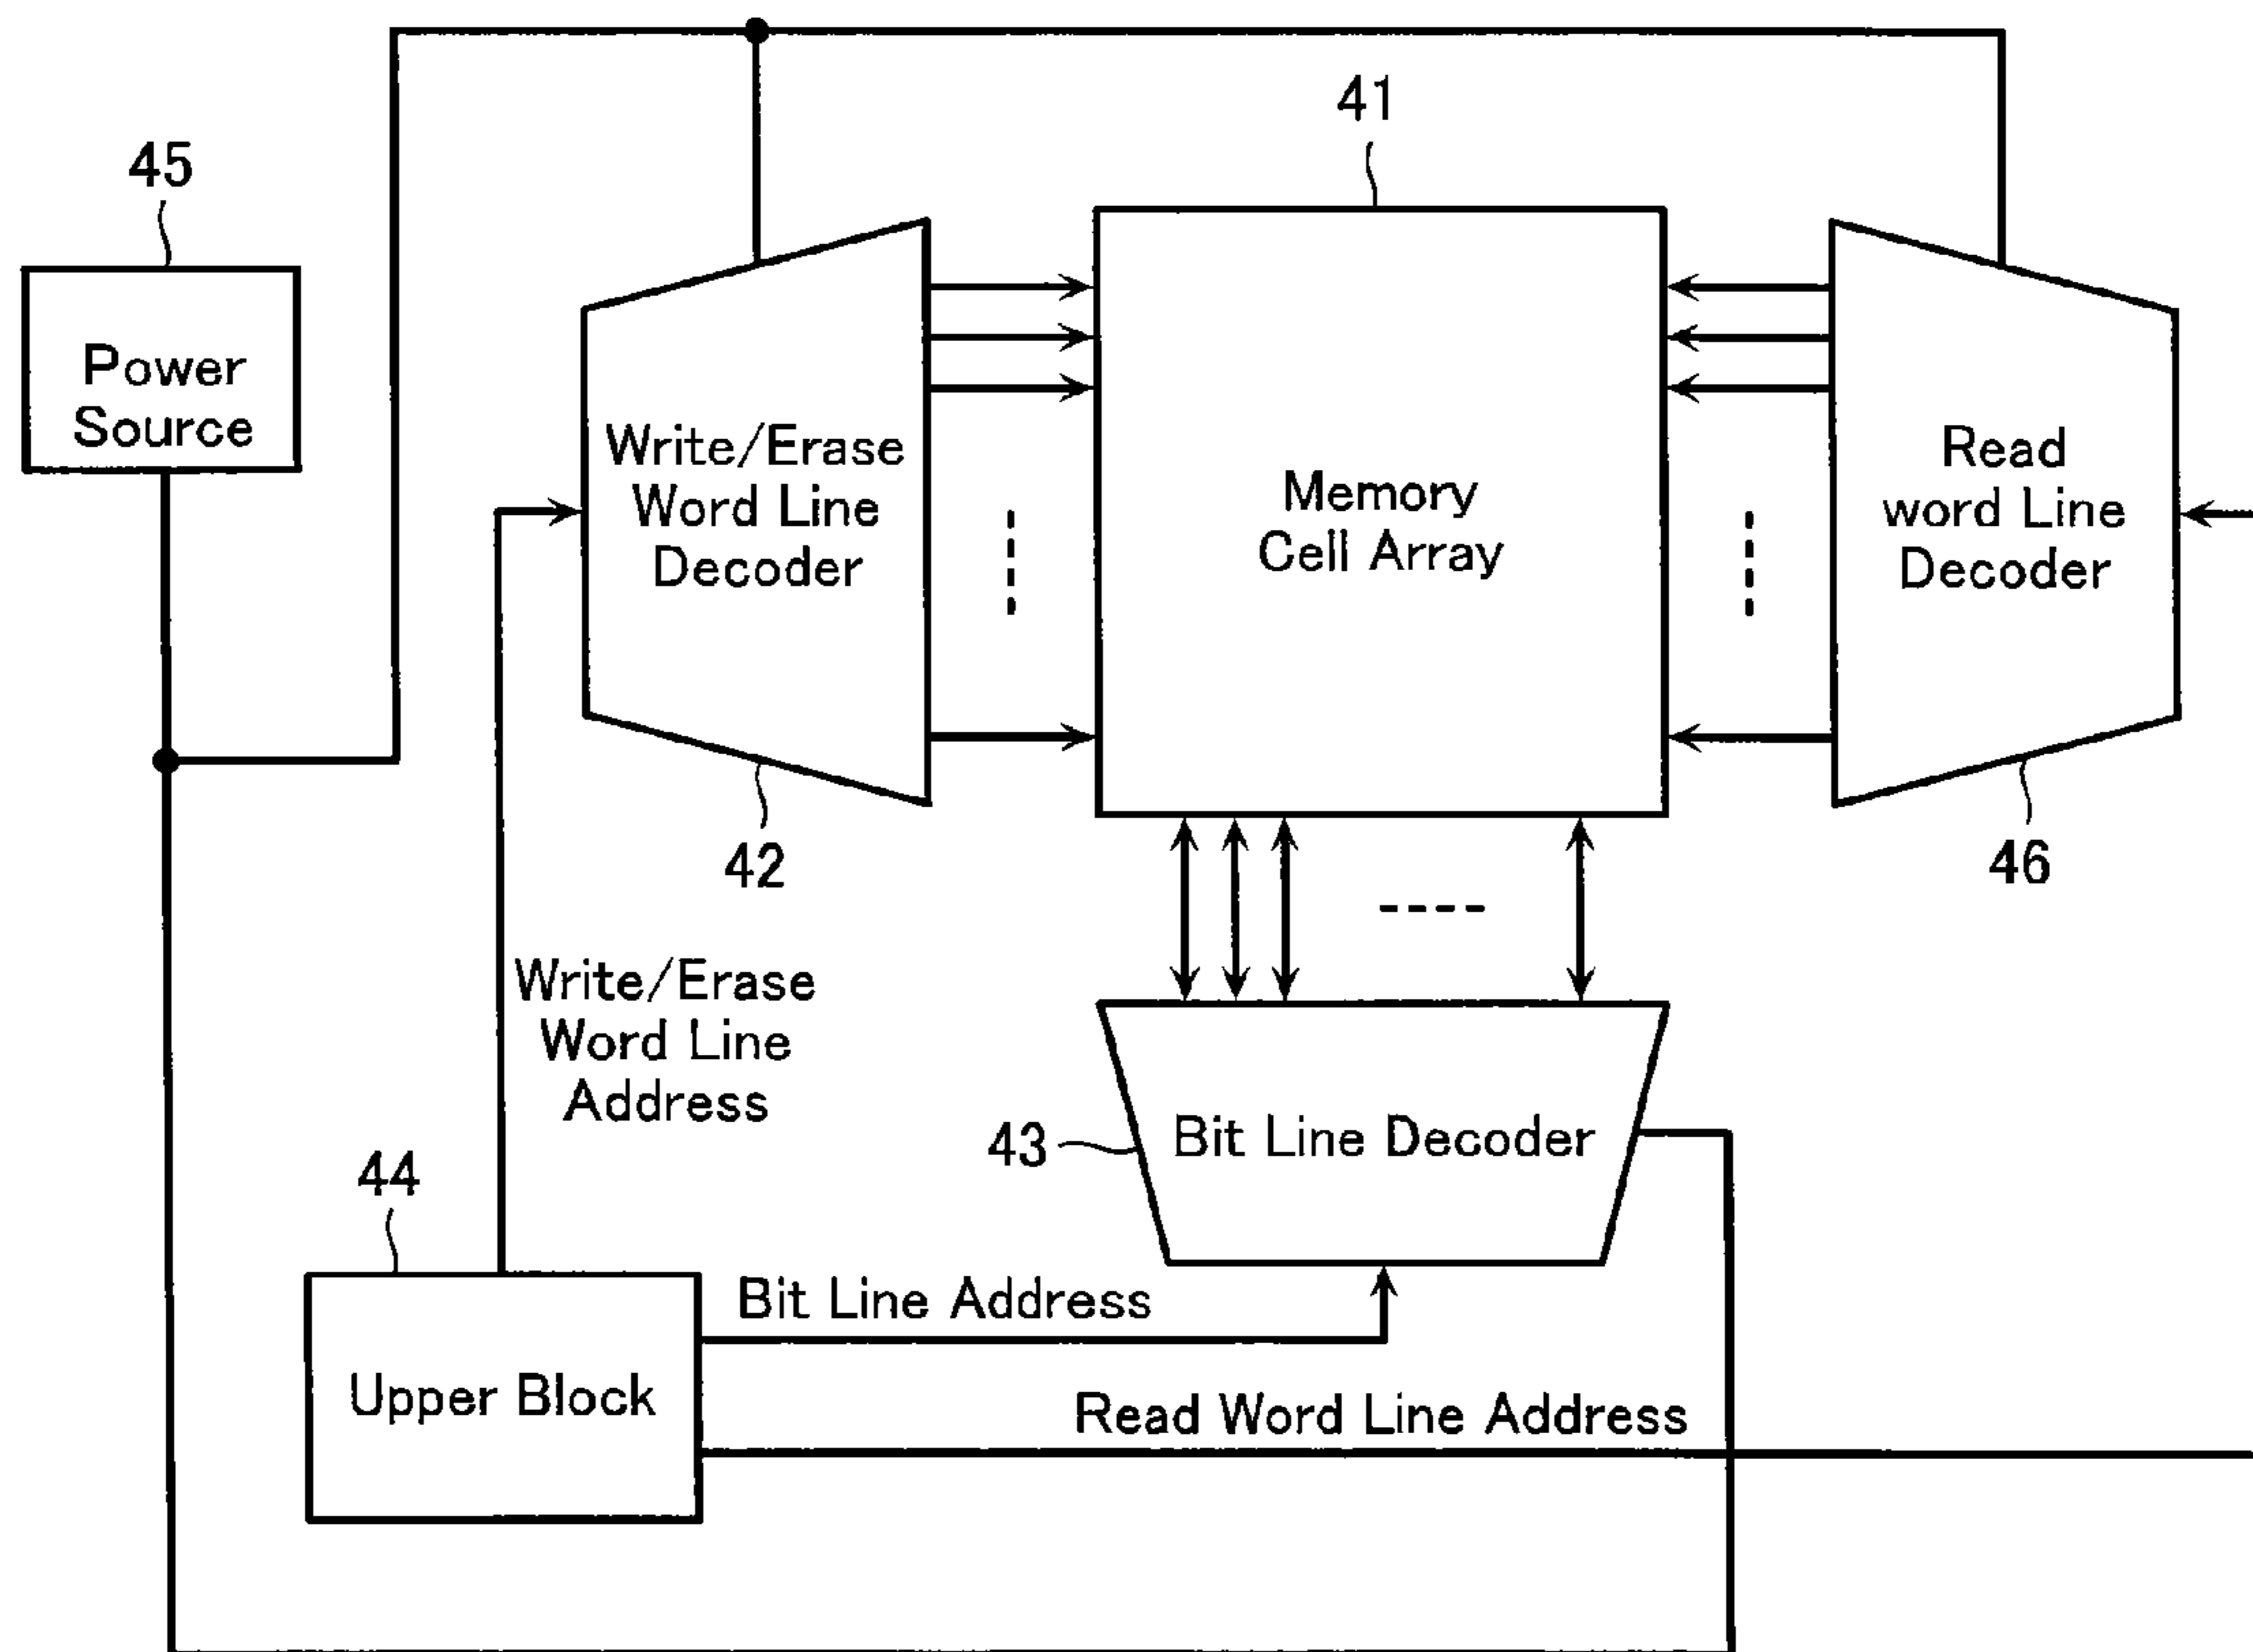 41
45
Power
Source
Write/Erase
Word Line
Decoder
Memory
Cell Array
Read
word Line
Decoder
42
46
Write/Erase
Word Line
Address
43
Bit Line Decoder
44
Bit Line Address
Upper Block
Read Word Line Address